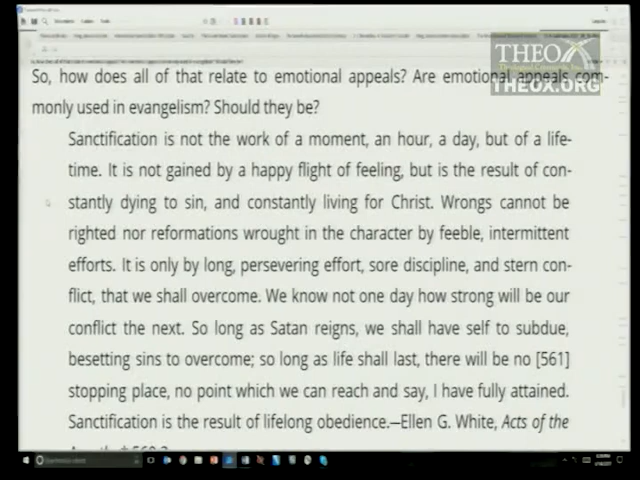 THEOX
THEOX.ORG
So, how does all of that relate to emotional appeals? Are emotional appeals com-
monly used in evangelism? Should they be?
Sanctification is not the work of a moment, an hour, a day, but of a life-
time. It is not gained by a happy flight of feeling, but is the result of con-
stantly dying to sin, and constantly living for Christ. Wrongs cannot be
righted nor reformations wrought in the character by feeble, intermittent
efforts. It is only by long, persevering effort, sore discipline, and stern con-
flict, that we shall overcome. We know not one day how strong will be our
conflict the next. So long as Satan reigns, we shall have self to subdue,
besetting sins to overcome; so long as life shall last, there will be no [561]
stopping place, no point which we can reach and say, I have fully attained.
Sanctification is the result of lifelong obedience.—Ellen G. White, Acts of the